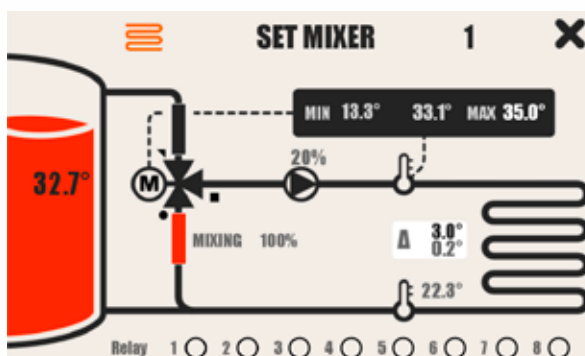 SET MIXER 1
MIN 13.3° 33.1° MAX 35.0°
20%
32.7°
M
MIXING 100%
Δ 3.0°
0.2°
22.3°
Relay 1 2 3 4 5 6 7 8